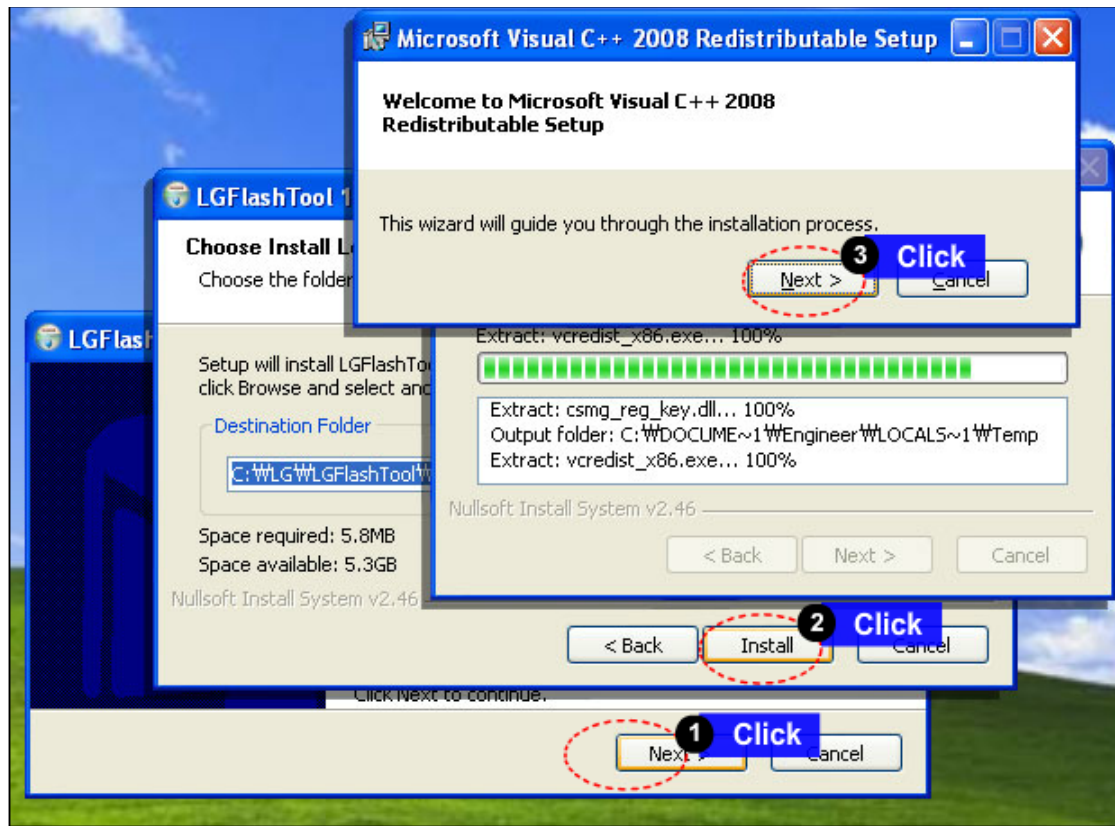 Microsoft Visual C++ 2008 Redistributable Setup
Welcome to Microsoft Visual C++ 2008
Redistributable Setup
This wizard will guide you through the installation process.
3 Click
Next >
Cancel
LGFlashTool
Choose Install
Choose the folder
Extract: vcredist_x86.exe... 100%
Extract: csmg_reg_key.dll... 100%
Output folder: C:₩DOCUME~1₩Engineer₩LOCALS~1₩Temp
Extract: vcredist_x86.exe... 100%
Nullsoft Install System v2.46
< Back
Next >
Cancel
Setup will install
click Browse and select
Destination Folder
C:₩LG₩LGFlashTool₩
Space required: 5.8MB
Space available: 5.3GB
Nullsoft Install System v2.46
2 Click
< Back
Install
Cancel
Click Next to continue.
1 Click
Next >
Cancel